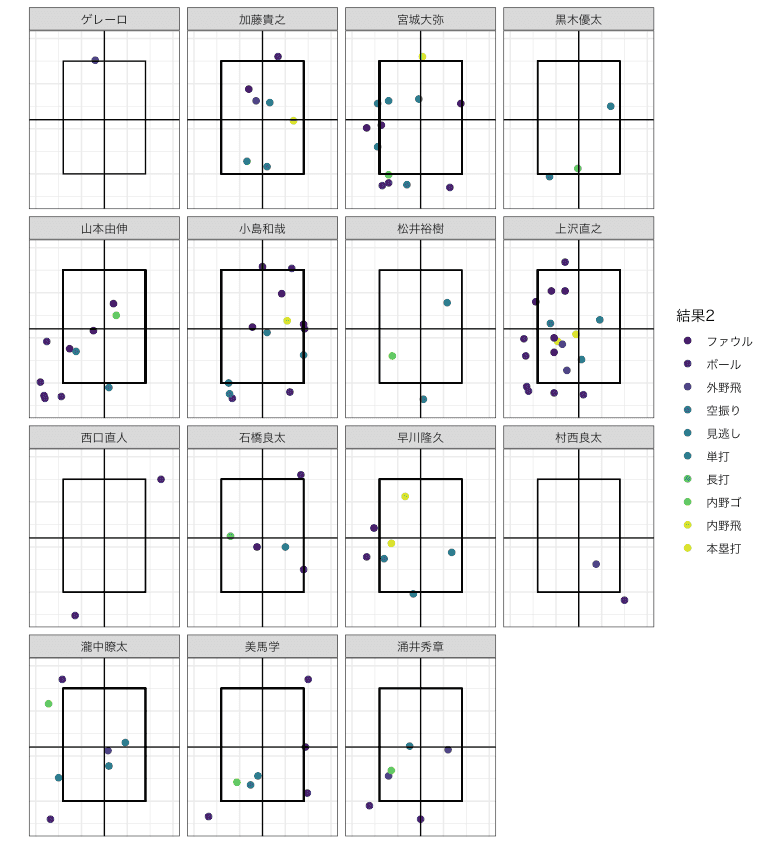 ゲレーロ
加藤貴之
宮城大弥
黒木優太
山本由伸
小島和哉
松井裕樹
上沢直之
西口直人
石橋良太
早川隆久
村西良太
瀧中瞭太
美馬学
涌井秀章
結果2
ファウル
ボール
外野飛
空振り
見逃し
単打
長打
内野ゴ
内野飛
本塁打